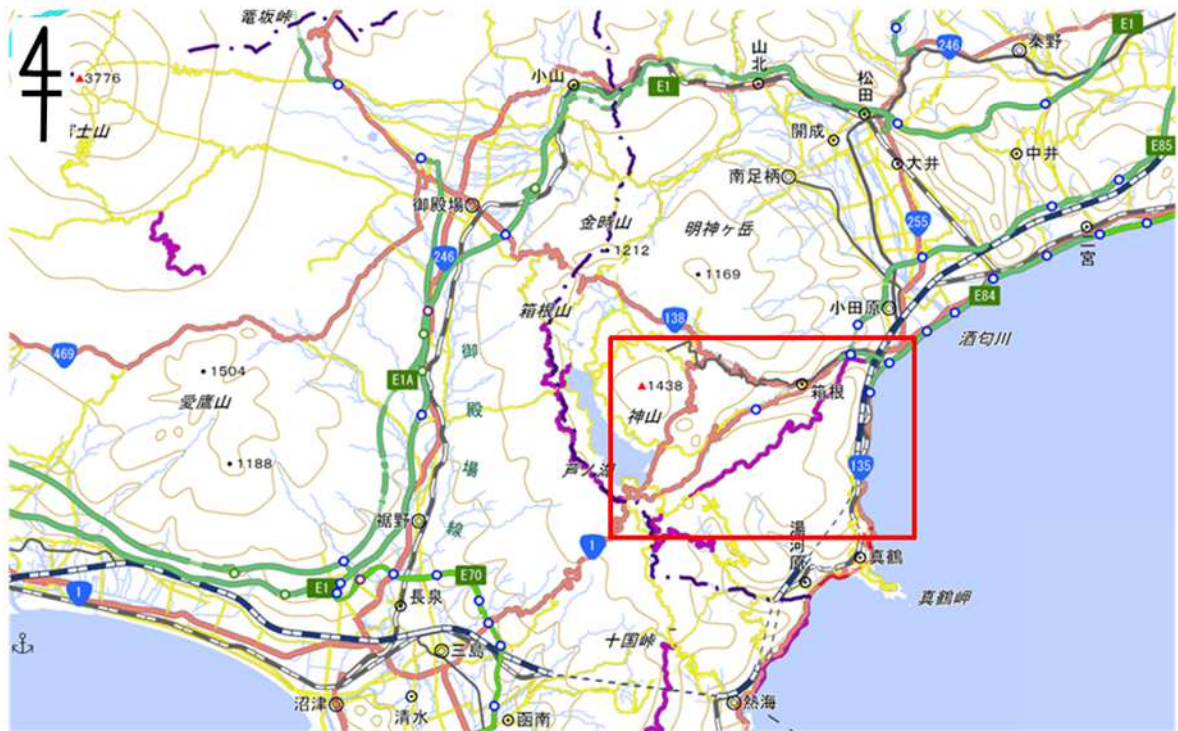 籠坂峠
3776
富士山
小山
E1
山北
松田
246
秦野
E1
開成
中井
大井
E85
南足柄
御殿場
金時山
1212
明神ヶ岳
1169
255
二宮
246
箱根山
138
小田原
E84
酒匂川
469
1504
愛鷹山
1188
E1A
御殿場線
1438
神山
箱根
芦ノ湖
135
裾野
1
湯河原
真鶴
真鶴岬
1
E1
E70
長泉
三島
十国峠
沼津
清水
函南
熱海